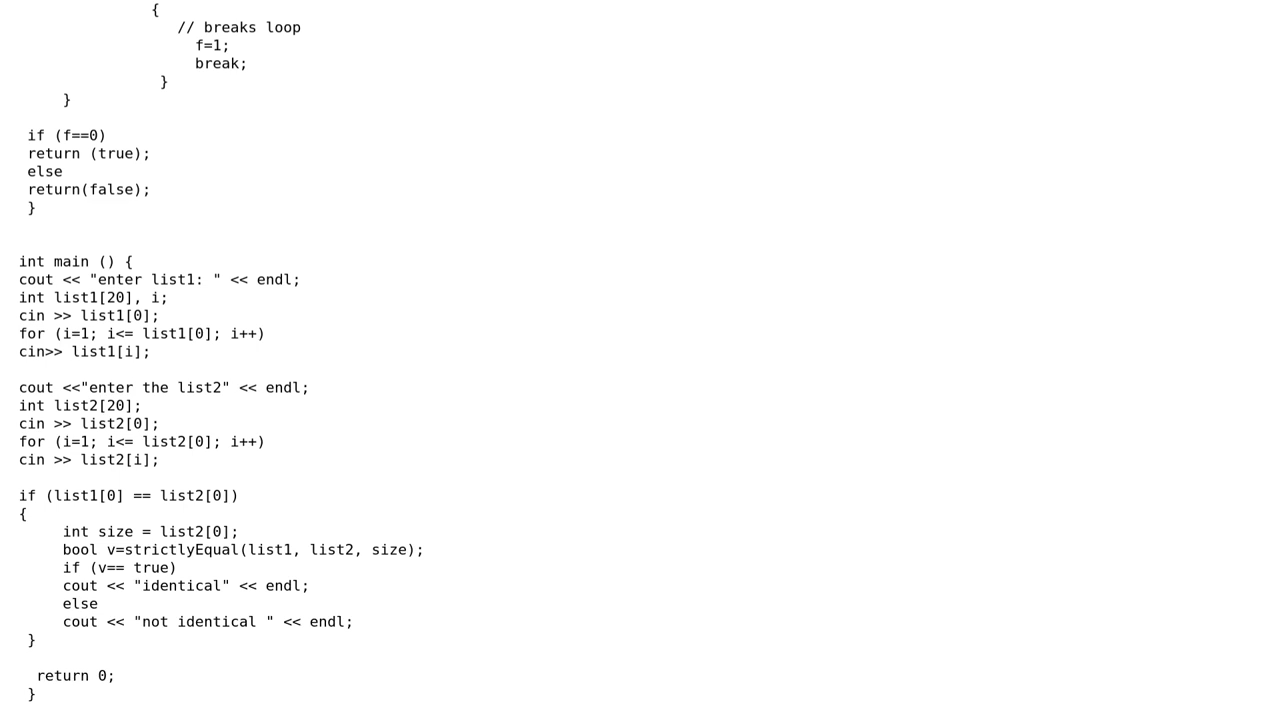 {
// breaks loop
f=1;
break;
}
}
if (f==0)
return (true);
else
return(false);
}
int main () {
cout << "enter list1: " << endl;
int list1[20], i;
cin >> list1[0];
for (i=1; i<= list1[0]; i++)
cin>> list1[i];
cout <<"enter the list2" << endl;
int list2[20];
cin >> list2[0];
for (i=1; i<= list2[0]; i++)
cin >> list2[i];
if (list1[0] == list2[0])
{
int size = list2[0];
bool v=strictlyEqual(list1, list2, size);
if (v== true)
cout << "identical" << endl;
else
cout << "not identical " << endl;
}
return 0;
}